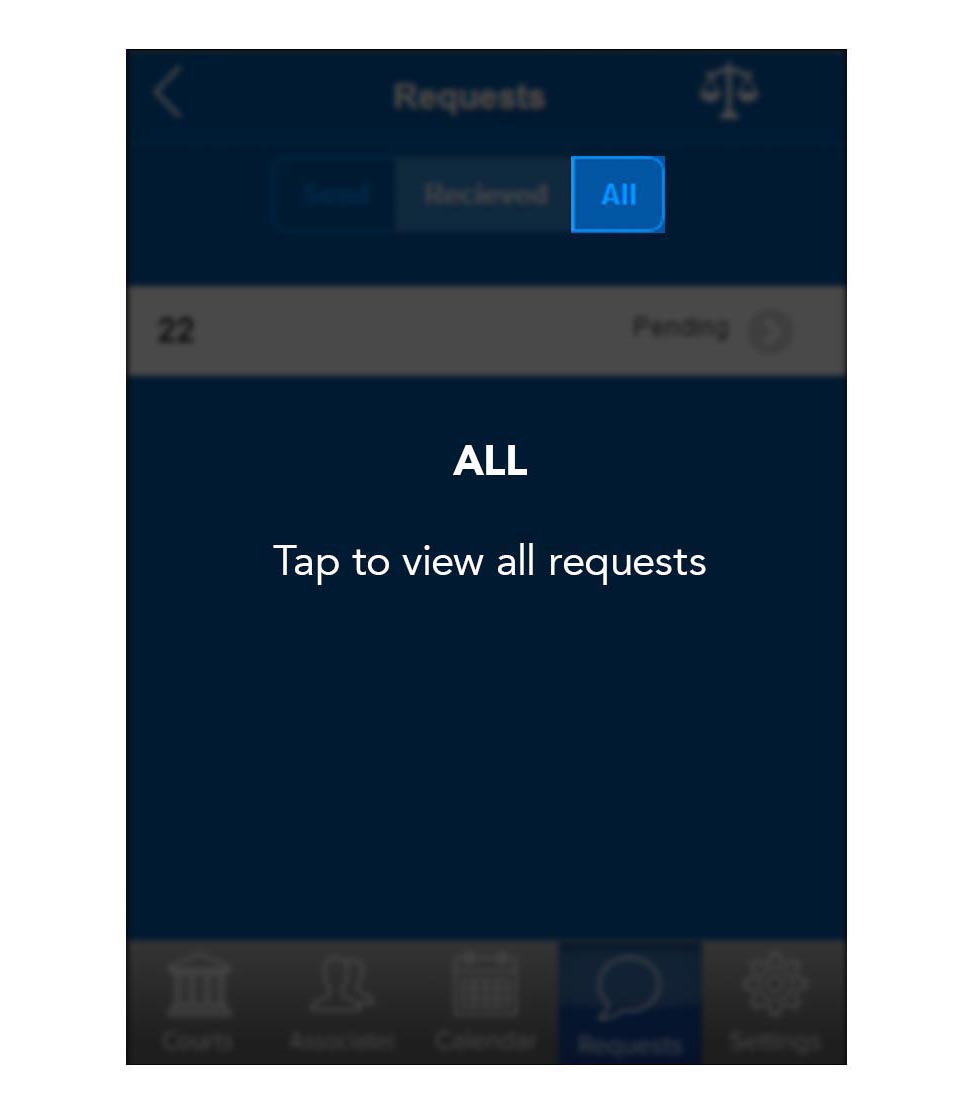 Requests
Send Recieved All
22 Pending
ALL
Tap to view all requests
Courts Associates Calendar Requests Settings